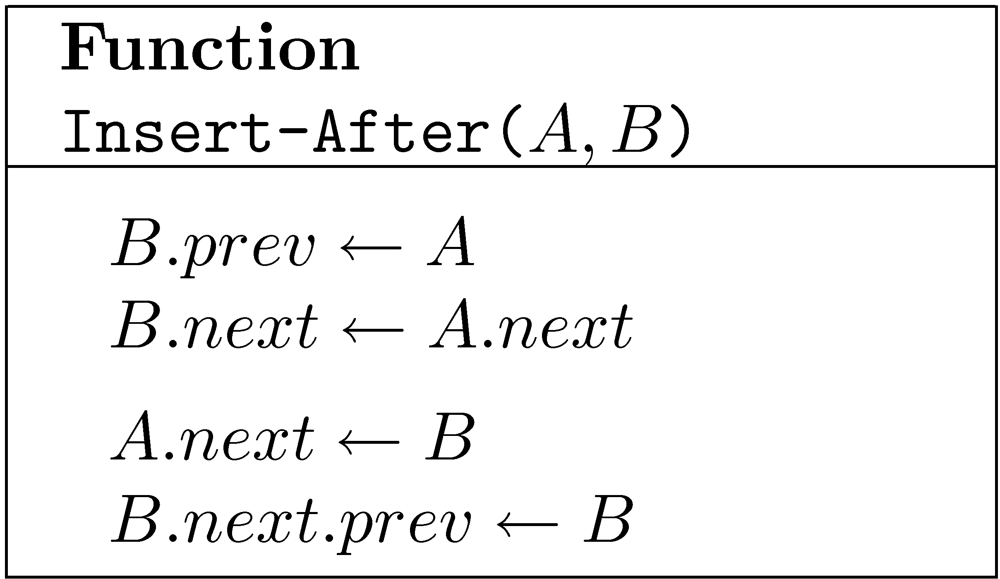 Function
Insert-After(A, B)
B.prev ← A
B.next ← A.next
A.next ← B
B.next.prev ← B